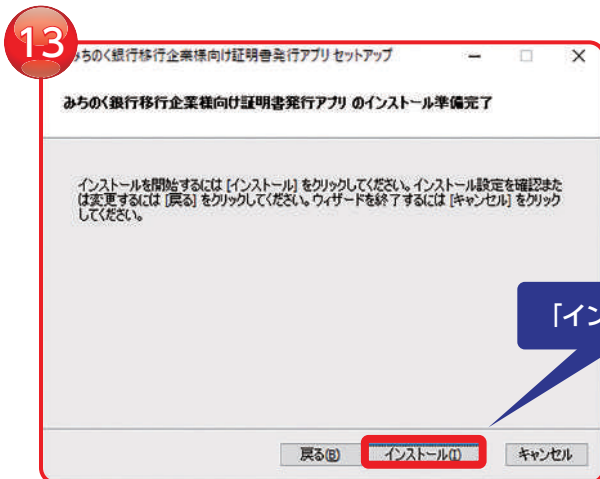 13
みちのく銀行移行企業様向け証明書発行アプリ セットアップ
みちのく銀行移行企業様向け証明書発行アプリ のインストール準備完了
インストールを開始するには [インストール] をクリックしてください。インストール設定を確認また
は変更するには [戻る] をクリックしてください。ウィザードを終了するには [キャンセル] をクリック
してください。
「イン
戻る(B) インストール(I) キャンセル